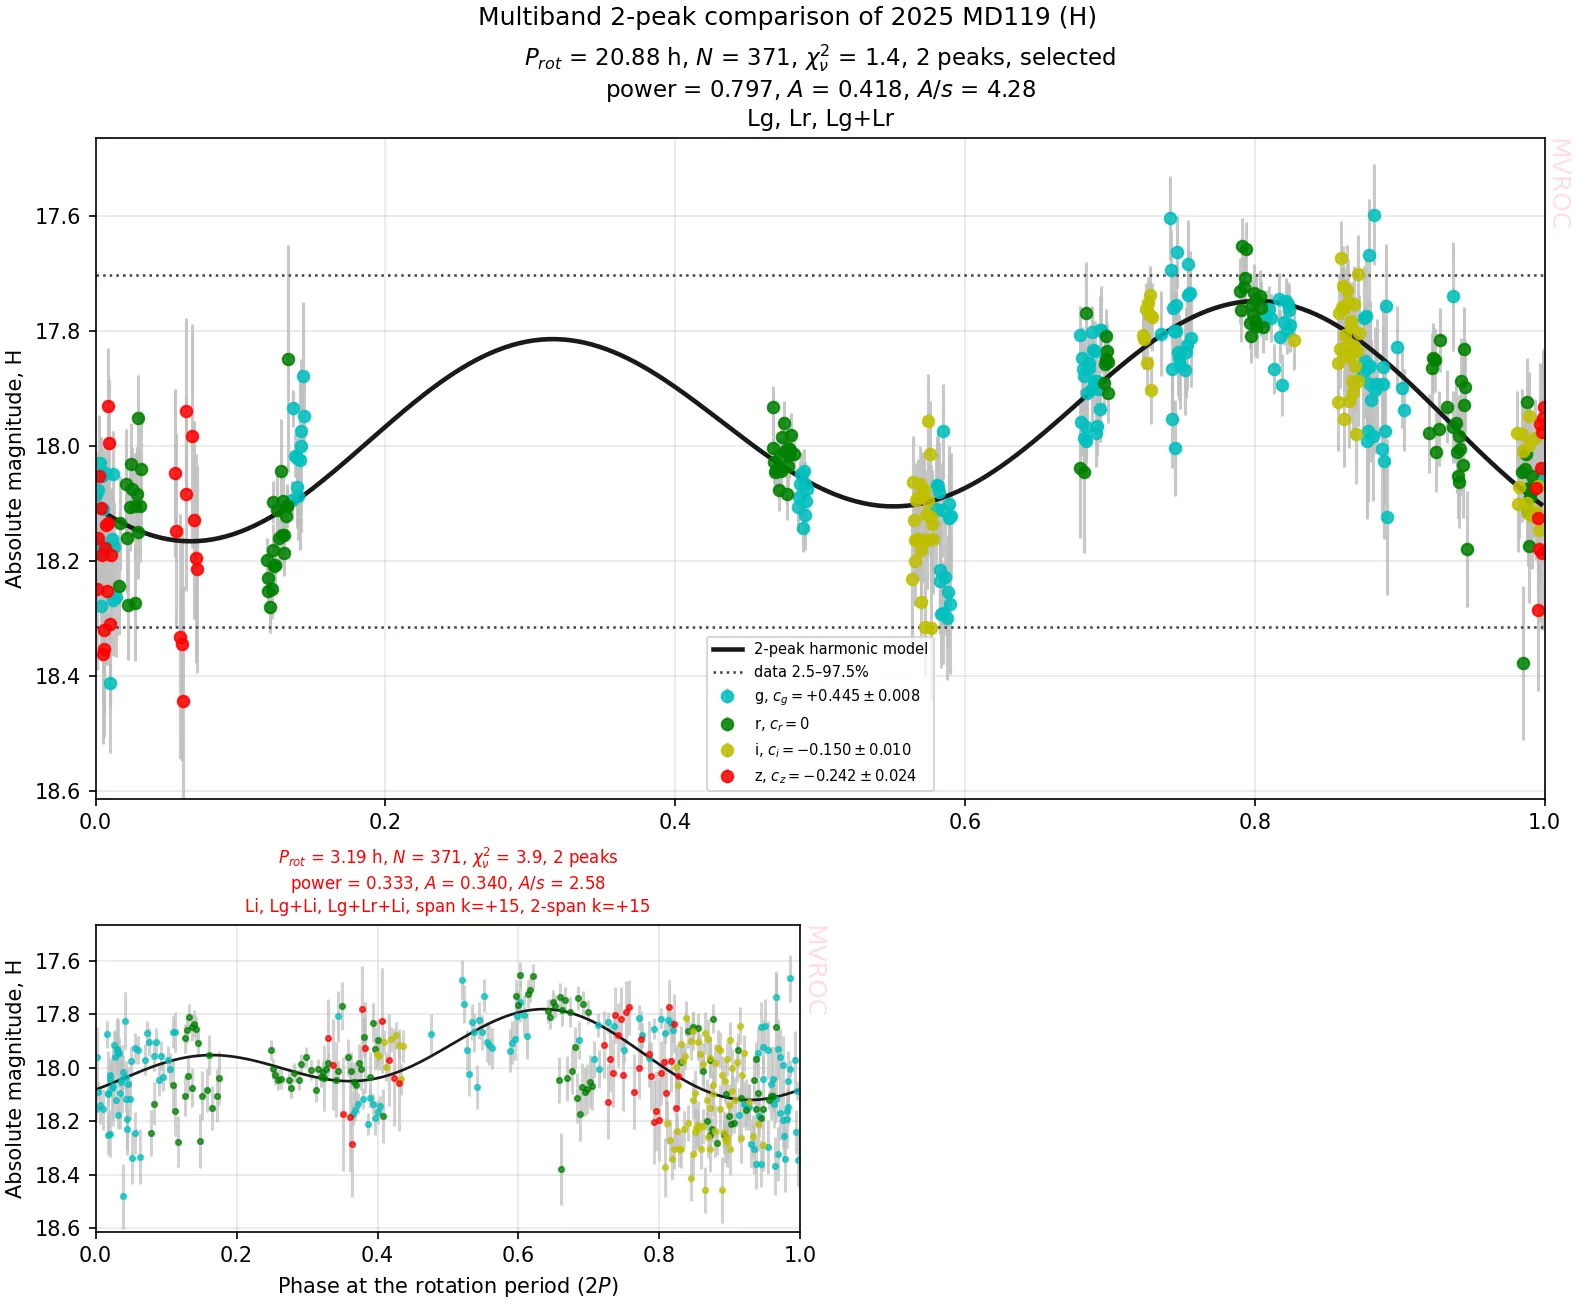 Multiband 2-peak comparison of 2025 MD119 (H)
P_rot = 20.88 h, N = 371, χ²_ν = 1.4, 2 peaks, selected
power = 0.797, A = 0.418, A/s = 4.28
Lg, Lr, Lg+Lr
MVROC
Absolute magnitude, H
17.6
17.8
18.0
18.2
18.4
18.6
2-peak harmonic model
data 2.5–97.5%
g, c_g = +0.445 ± 0.008
r, c_r = 0
i, c_i = −0.150 ± 0.010
z, c_z = −0.242 ± 0.024
0.0 0.2 0.4 0.6 0.8 1.0
P_rot = 3.19 h, N = 371, χ²_ν = 3.9, 2 peaks
power = 0.333, A = 0.340, A/s = 2.58
Li, Lg+Li, Lg+Lr+Li, span k=+15, 2-span k=+15
MVROC
Absolute magnitude, H
17.6
17.8
18.0
18.2
18.4
18.6
0.0 0.2 0.4 0.6 0.8 1.0
Phase at the rotation period (2P)